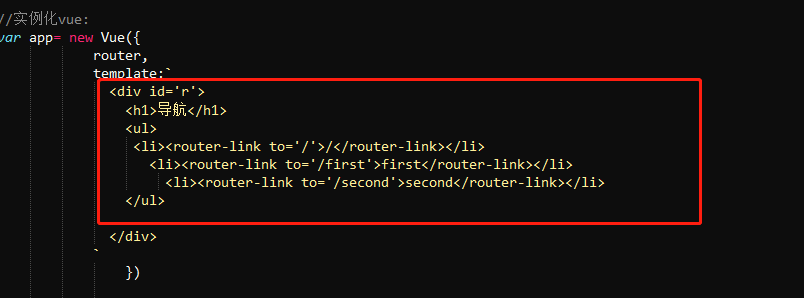 //实例化vue:
var app= new Vue({
router,
template:`
<div id='r'>
<h1>导航</h1>
<ul>
<li><router-link to='/'>/</router-link></li>
<li><router-link to='/first'>first</router-link></li>
<li><router-link to='/second'>second</router-link></li>
</ul>
</div>
`
})